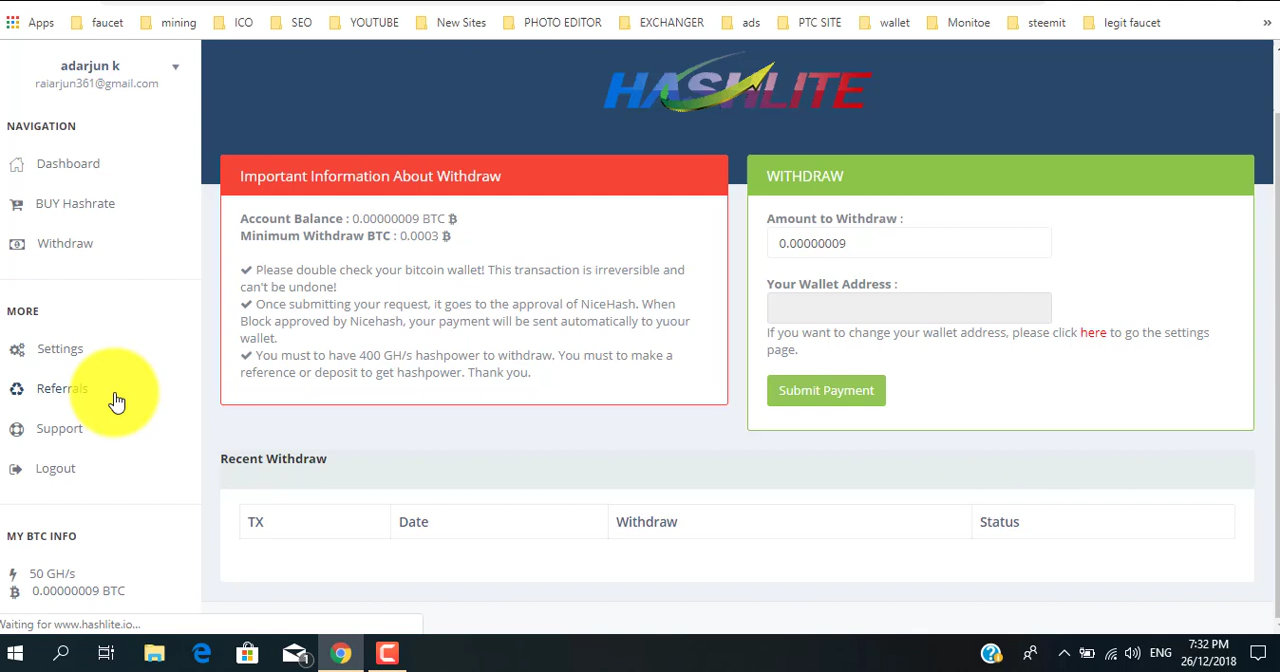 Apps faucet mining ICO SEO YOUTUBE New Sites PHOTO EDITOR EXCHANGER ads PTC SITE wallet Monitoe steemit legit faucet »
adarjun k
raiarjun361@gmail.com
NAVIGATION
Dashboard
BUY Hashrate
Withdraw
MORE
Settings
Referrals
Support
Logout
MY BTC INFO
50 GH/s
0.00000009 BTC
Waiting for www.hashlite.io...
HASHLITE
Important Information About Withdraw
Account Balance : 0.00000009 BTC ₿
Minimum Withdraw BTC : 0.0003 ₿
✔ Please double check your bitcoin wallet! This transaction is irreversible and
can't be undone!
✔ Once submitting your request, it goes to the approval of NiceHash. When
Block approved by Nicehash, your payment will be sent automatically to yuour
wallet.
✔ You must to have 400 GH/s hashpower to withdraw. You must to make a
reference or deposit to get hashpower. Thank you.
WITHDRAW
Amount to Withdraw :
0.00000009
Your Wallet Address :
If you want to change your wallet address, please click here to go the settings
page.
Submit Payment
Recent Withdraw
TX Date Withdraw Status
1
ENG
7:32 PM
26/12/2018